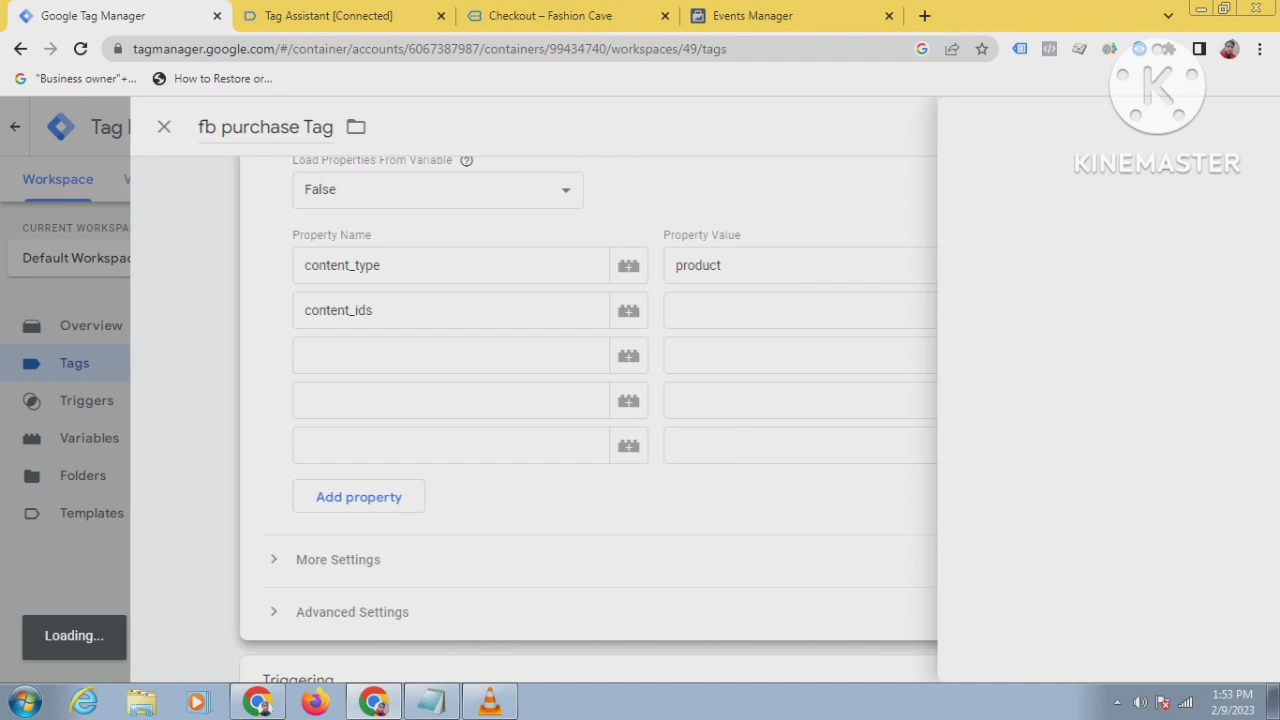 Google Tag Manager
Tag Assistant [Connected]
Checkout – Fashion Cave
Events Manager
tagmanager.google.com/#/container/accounts/6067387987/containers/99434740/workspaces/49/tags
"Business owner"+...
How to Restore or...
Tag
fb purchase Tag
KINEMASTER
Workspace
CURRENT WORKSPA
Default Workspac
Overview
Tags
Triggers
Variables
Folders
Templates
Loading...
Load Properties From Variable
False
Property Name
Property Value
content_type
product
content_ids
Add property
More Settings
Advanced Settings
Triggering
1:53 PM
2/9/2023